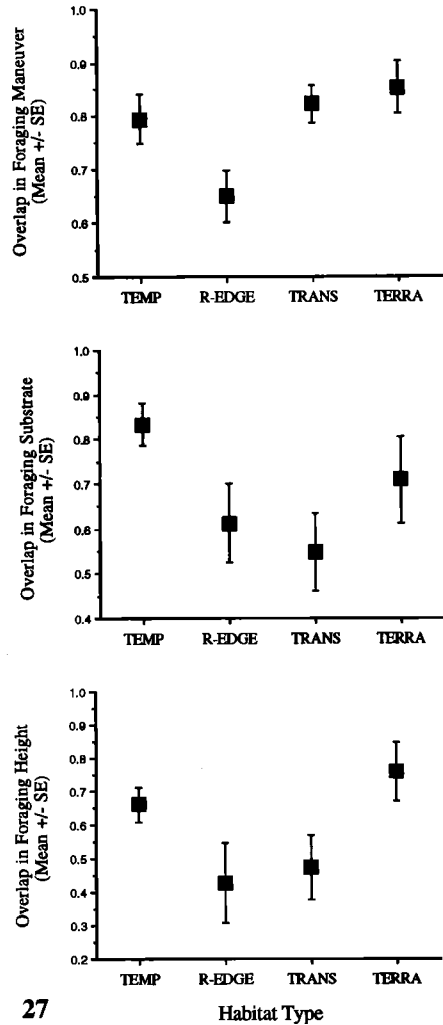 Overlap in Foraging Maneuver
(Mean +/- SE)
1.0
0.9
0.8
0.7
0.6
0.5
TEMP R-EDGE TRANS TERRA
Overlap in Foraging Substrate
(Mean +/- SE)
1.0
0.9
0.8
0.7
0.6
0.5
0.4
TEMP R-EDGE TRANS TERRA
Overlap in Foraging Height
(Mean +/- SE)
1.0
0.9
0.8
0.7
0.6
0.5
0.4
0.3
0.2
TEMP R-EDGE TRANS TERRA
27 Habitat Type